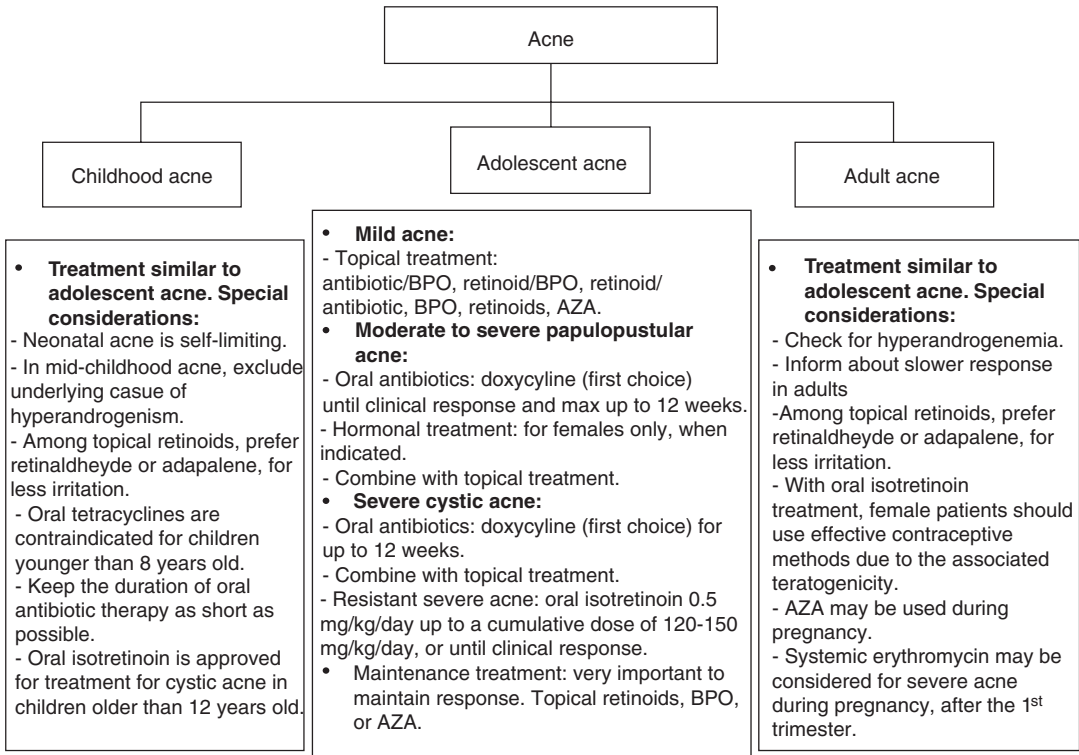 Acne
Childhood acne
Adolescent acne
Adult acne
• Treatment similar to
adolescent acne. Special
considerations:
- Neonatal acne is self-limiting.
- In mid-childhood acne, exclude
underlying casue of
hyperandrogenism.
- Among topical retinoids, prefer
retinaldheyde or adapalene, for
less irritation.
- Oral tetracyclines are
contraindicated for children
younger than 8 years old.
- Keep the duration of oral
antibiotic therapy as short as
possible.
- Oral isotretinoin is approved
for treatment for cystic acne in
children older than 12 years old.
• Mild acne:
- Topical treatment:
antibiotic/BPO, retinoid/BPO, retinoid/
antibiotic, BPO, retinoids, AZA.
• Moderate to severe papulopustular
acne:
- Oral antibiotics: doxycyline (first choice)
until clinical response and max up to 12 weeks.
- Hormonal treatment: for females only, when
indicated.
- Combine with topical treatment.
• Severe cystic acne:
- Oral antibiotics: doxycyline (first choice) for
up to 12 weeks.
- Combine with topical treatment.
- Resistant severe acne: oral isotretinoin 0.5
mg/kg/day up to a cumulative dose of 120-150
mg/kg/day, or until clinical response.
• Maintenance treatment: very important to
maintain response. Topical retinoids, BPO,
or AZA.
• Treatment similar to
adolescent acne. Special
considerations:
- Check for hyperandrogenemia.
- Inform about slower response
in adults
-Among topical retinoids, prefer
retinaldheyde or adapalene, for
less irritation.
- With oral isotretinoin
treatment, female patients should
use effective contraceptive
methods due to the associated
teratogenicity.
- AZA may be used during
pregnancy.
- Systemic erythromycin may be
considered for severe acne
during pregnancy, after the 1st
trimester.